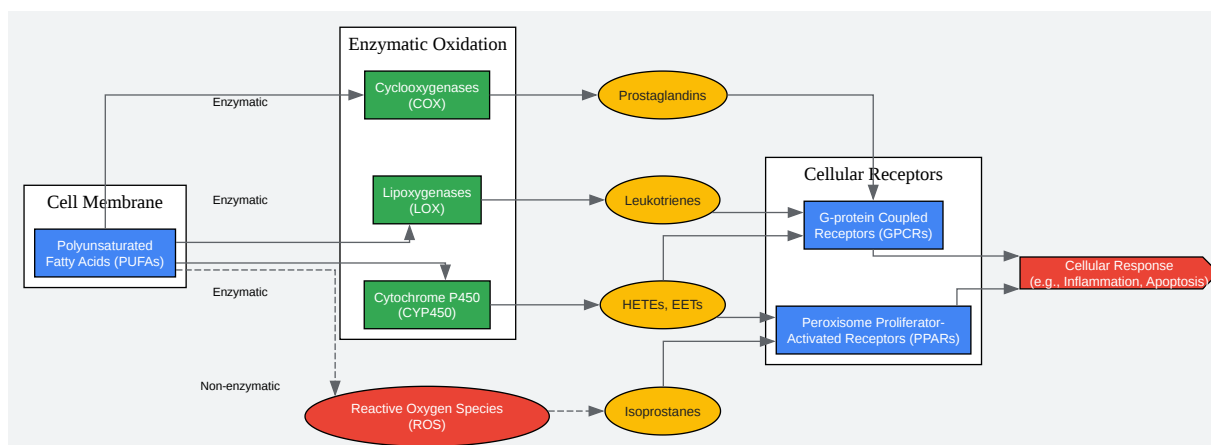 Enzymatic Oxidation
Cyclooxygenases
(COX)
Enzymatic
Prostaglandins
Cellular Receptors
Cell Membrane
Enzymatic
Lipoxygenases
(LOX)
Leukotrienes
G-protein Coupled
Receptors (GPCRs)
Polyunsaturated
Fatty Acids (PUFAs)
Cellular Response
(e.g., Inflammation, Apoptosis)
Enzymatic
Cytochrome P450
(CYP450)
HETEs, EETs
Peroxisome Proliferator-
Activated Receptors (PPARs)
Non-enzymatic
Reactive Oxygen Species
(ROS)
Isoprostanes